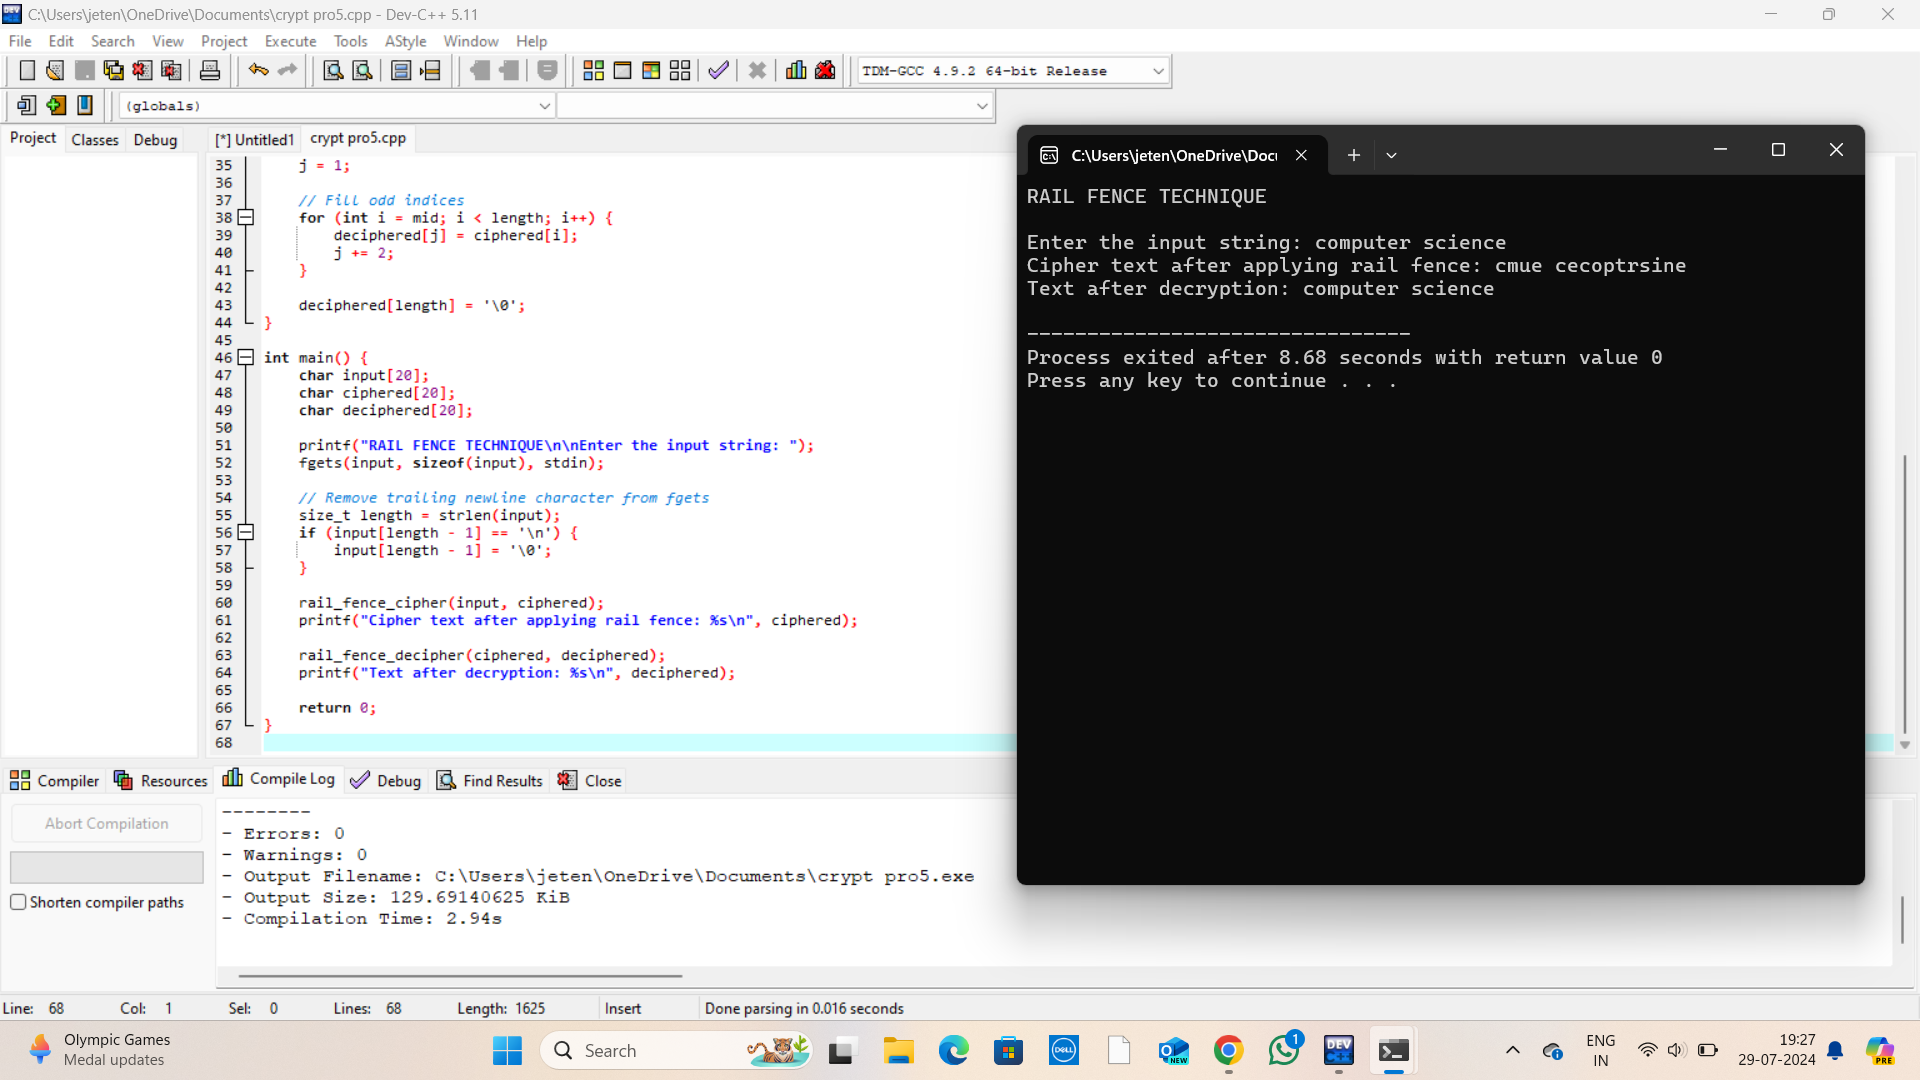 C:\Users\jeten\OneDrive\Documents\crypt pro5.cpp - Dev-C++ 5.11
File Edit Search View Project Execute Tools AStyle Window Help
TDM-GCC 4.9.2 64-bit Release
(globals)
Project Classes Debug
[*] Untitled1 crypt pro5.cpp
35 j = 1;
36
37 // Fill odd indices
38 for (int i = mid; i < length; i++) {
39 deciphered[j] = ciphered[i];
40 j += 2;
41 }
42
43 deciphered[length] = '\0';
44 }
45
46 int main() {
47 char input[20];
48 char ciphered[20];
49 char deciphered[20];
50
51 printf("RAIL FENCE TECHNIQUE\n\nEnter the input string: ");
52 fgets(input, sizeof(input), stdin);
53
54 // Remove trailing newline character from fgets
55 size_t length = strlen(input);
56 if (input[length - 1] == '\n') {
57 input[length - 1] = '\0';
58 }
59
60 rail_fence_cipher(input, ciphered);
61 printf("Cipher text after applying rail fence: %s\n", ciphered);
62
63 rail_fence_decipher(ciphered, deciphered);
64 printf("Text after decryption: %s\n", deciphered);
65
66 return 0;
67 }
68
C:\Users\jeten\OneDrive\Doc
RAIL FENCE TECHNIQUE
Enter the input string: computer science
Cipher text after applying rail fence: cmue cecoptrsine
Text after decryption: computer science
--------------------------------
Process exited after 8.68 seconds with return value 0
Press any key to continue . . .
Compiler Resources Compile Log Debug Find Results Close
Abort Compilation
Shorten compiler paths
--------
- Errors: 0
- Warnings: 0
- Output Filename: C:\Users\jeten\OneDrive\Documents\crypt pro5.exe
- Output Size: 129.69140625 KiB
- Compilation Time: 2.94s
Line: 68 Col: 1 Sel: 0 Lines: 68 Length: 1625 Insert Done parsing in 0.016 seconds
Olympic Games
Medal updates
Search
DELL
NEW
1
DEV
C++
ENG
IN
19:27
29-07-2024
PRE